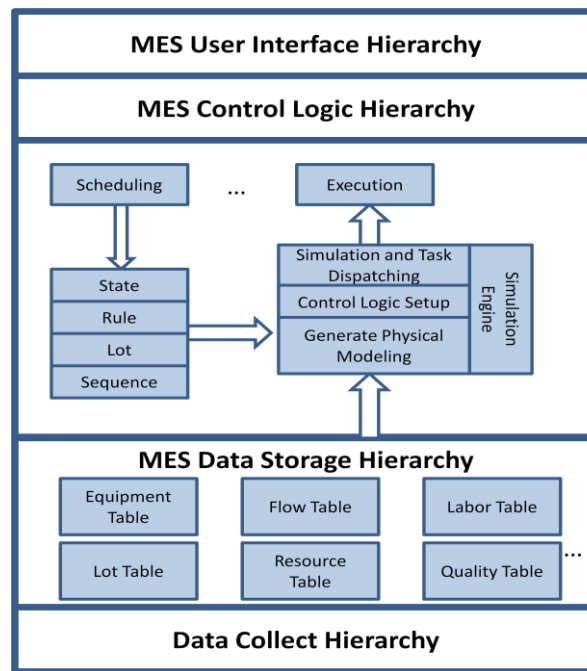 MES User Interface Hierarchy
MES Control Logic Hierarchy
Scheduling
...
Execution
State
Rule
Lot
Sequence
Simulation and Task
Dispatching
Control Logic Setup
Generate Physical
Modeling
Simulation
Engine
MES Data Storage Hierarchy
Equipment
Table
Flow Table
Labor Table
Lot Table
Resource
Table
Quality Table
...
Data Collect Hierarchy